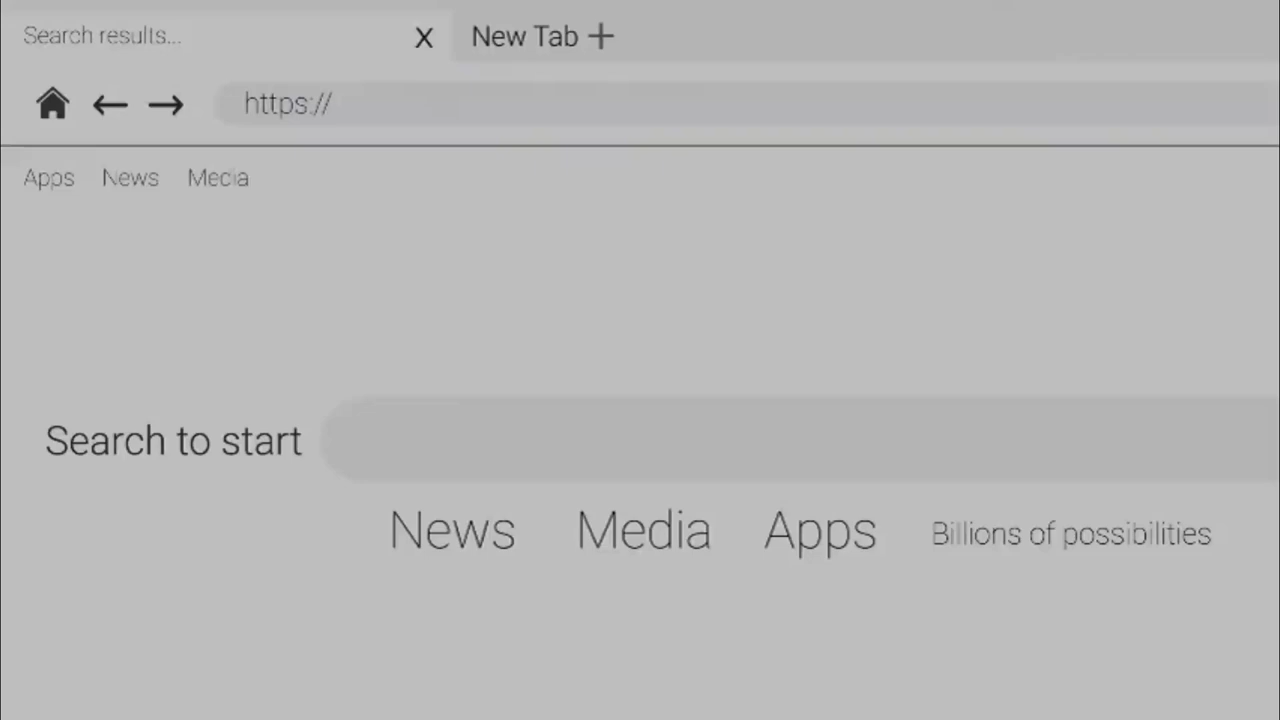 Search results... X New Tab +
https://
Apps News Media
Search to start
News Media Apps Billions of possibilities